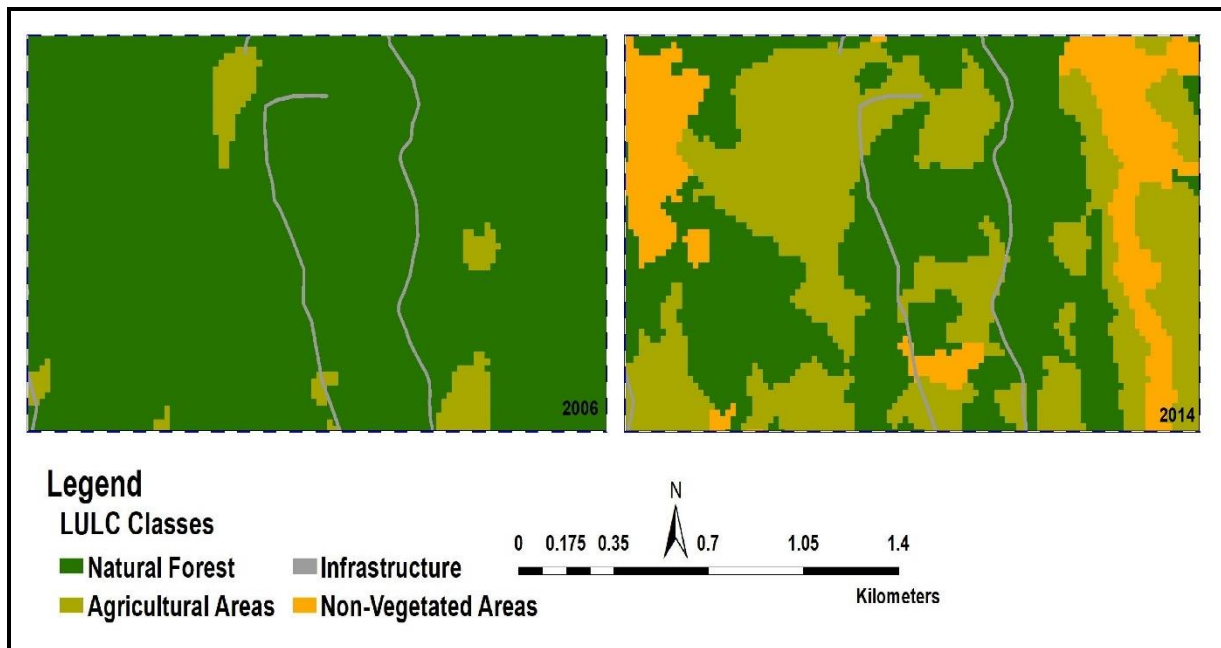 2006
2014
Legend
LULC Classes
Natural Forest
Infrastructure
Agricultural Areas
Non-Vegetated Areas
N
0 0.175 0.35 0.7 1.05 1.4
Kilometers